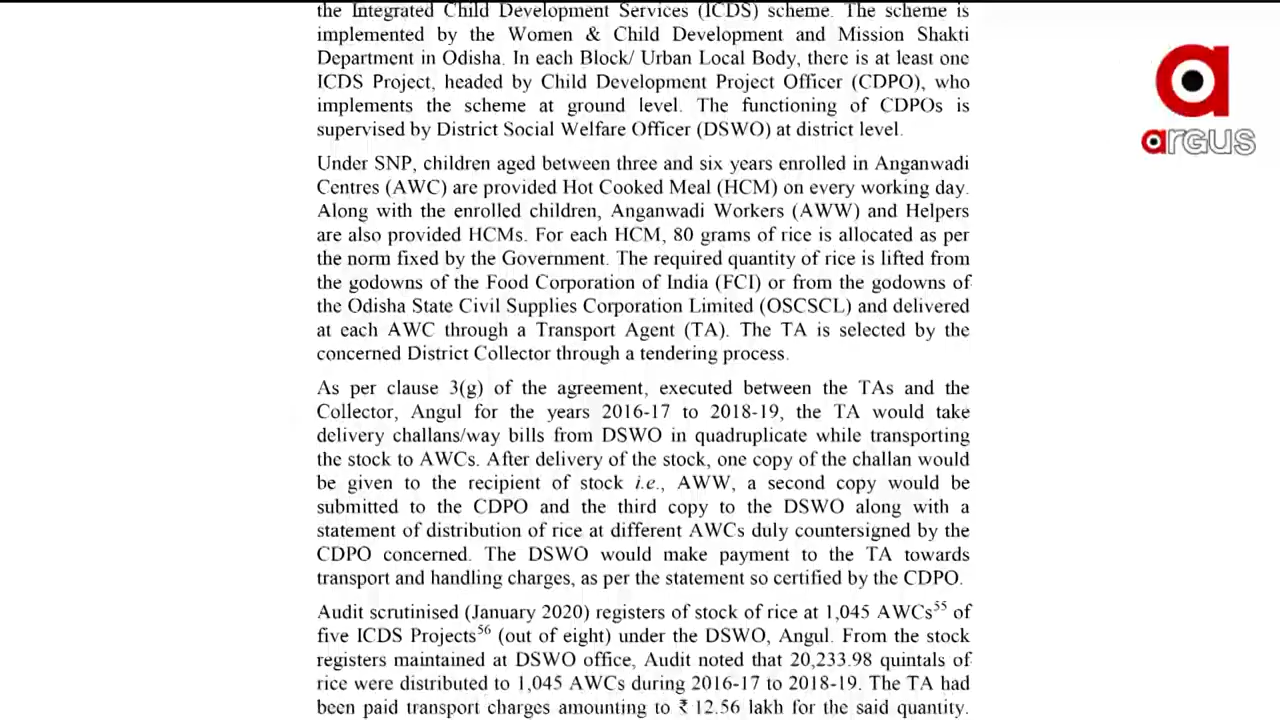 the Integrated Child Development Services (ICDS) scheme. The scheme is
implemented by the Women & Child Development and Mission Shakti
Department in Odisha. In each Block/ Urban Local Body, there is at least one
ICDS Project, headed by Child Development Project Officer (CDPO), who
implements the scheme at ground level. The functioning of CDPOs is
supervised by District Social Welfare Officer (DSWO) at district level.
Under SNP, children aged between three and six years enrolled in Anganwadi
Centres (AWC) are provided Hot Cooked Meal (HCM) on every working day.
Along with the enrolled children, Anganwadi Workers (AWW) and Helpers
are also provided HCMs. For each HCM, 80 grams of rice is allocated as per
the norm fixed by the Government. The required quantity of rice is lifted from
the godowns of the Food Corporation of India (FCI) or from the godowns of
the Odisha State Civil Supplies Corporation Limited (OSCSCL) and delivered
at each AWC through a Transport Agent (TA). The TA is selected by the
concerned District Collector through a tendering process.
As per clause 3(g) of the agreement, executed between the TAs and the
Collector, Angul for the years 2016-17 to 2018-19, the TA would take
delivery challans/way bills from DSWO in quadruplicate while transporting
the stock to AWCs. After delivery of the stock, one copy of the challan would
be given to the recipient of stock i.e., AWW, a second copy would be
submitted to the CDPO and the third copy to the DSWO along with a
statement of distribution of rice at different AWCs duly countersigned by the
CDPO concerned. The DSWO would make payment to the TA towards
transport and handling charges, as per the statement so certified by the CDPO.
Audit scrutinised (January 2020) registers of stock of rice at 1,045 AWCs55 of
five ICDS Projects56 (out of eight) under the DSWO, Angul. From the stock
registers maintained at DSWO office, Audit noted that 20,233.98 quintals of
rice were distributed to 1,045 AWCs during 2016-17 to 2018-19. The TA had
been paid transport charges amounting to ₹ 12.56 lakh for the said quantity.
a
argus